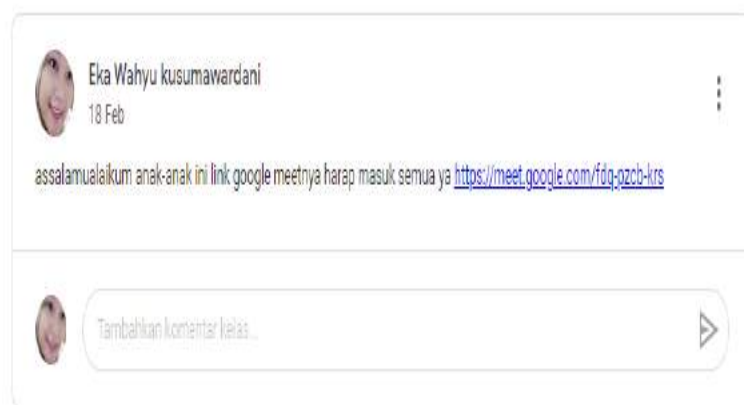 Eka Wahyu kusumawardani
18 Feb
assalamualaikum anak-anak ini link google meetnya harap masuk semua ya https://meet.google.com/fdq-pzcb-krs
Tambahkan komentar kelas...